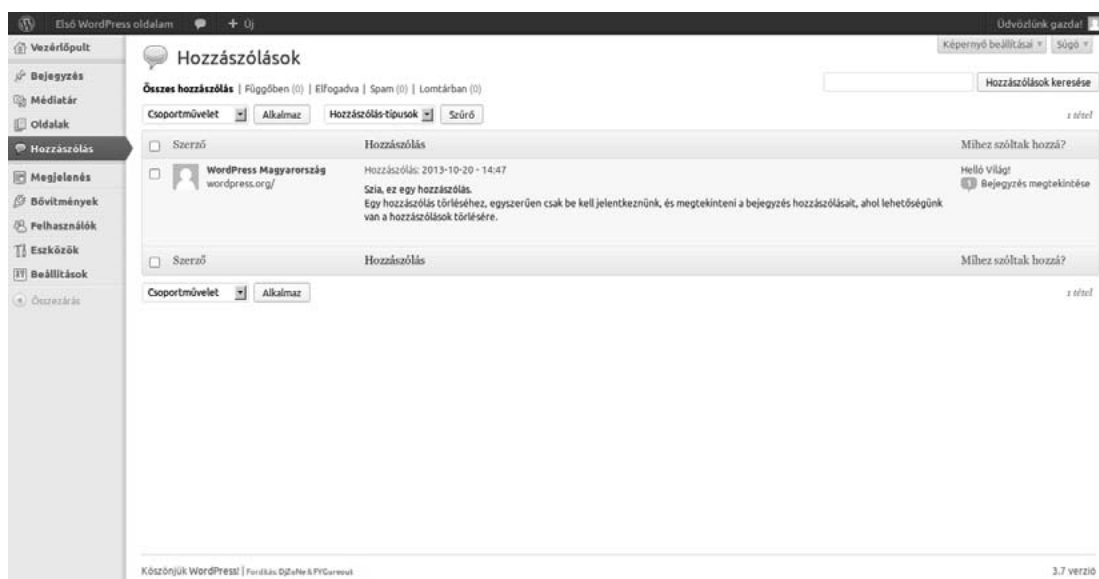 Első WordPress oldalam + Új Üdvözlünk gazda!
Vezérlőpult
Bejegyzés
Médiatár
Oldalak
Hozzászólás
Megjelenés
Bővítmények
Felhasználók
Eszközök
Beállítások
Összezárás
Képernyő beállításai Súgó
Hozzászólások
Összes hozzászólás | Függőben (0) | Elfogadva | Spam (0) | Lomtárban (0)
Hozzászólások keresése
Csoportművelet Alkalmaz Hozzászólás-típusok Szűrő 1 tétel
Szerző Hozzászólás Mihez szóltak hozzá?
WordPress Magyarország
wordpress.org/
Hozzászólás: 2013-10-20 - 14:47
Szia, ez egy hozzászólás.
Egy hozzászólás törléséhez, egyszerűen csak be kell jelentkeznünk, és megtekinteni a bejegyzés hozzászólásait, ahol lehetőségünk
van a hozzászólások törlésére.
Helló Világ!
1 Bejegyzés megtekintése
Szerző Hozzászólás Mihez szóltak hozzá?
Csoportművelet Alkalmaz 1 tétel
Köszönjük WordPress! | Fordítás: DjZoNe & FYGureout 3.7 verzió